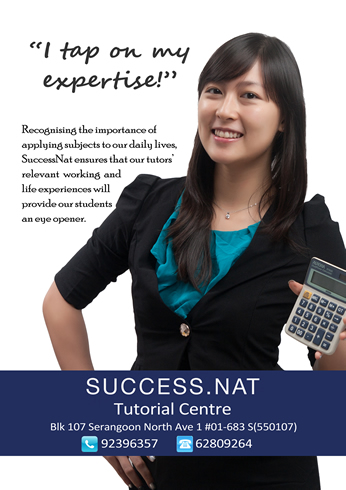 “I tap on my
expertise!”
Recognising the importance of
applying subjects to our daily lives,
SuccessNat ensures that our tutors’
relevant working and
life experiences will
provide our students
an eye opener.
SUCCESS.NAT
Tutorial Centre
Blk 107 Serangoon North Ave 1 #01-683 S(550107)
92396357 62809264